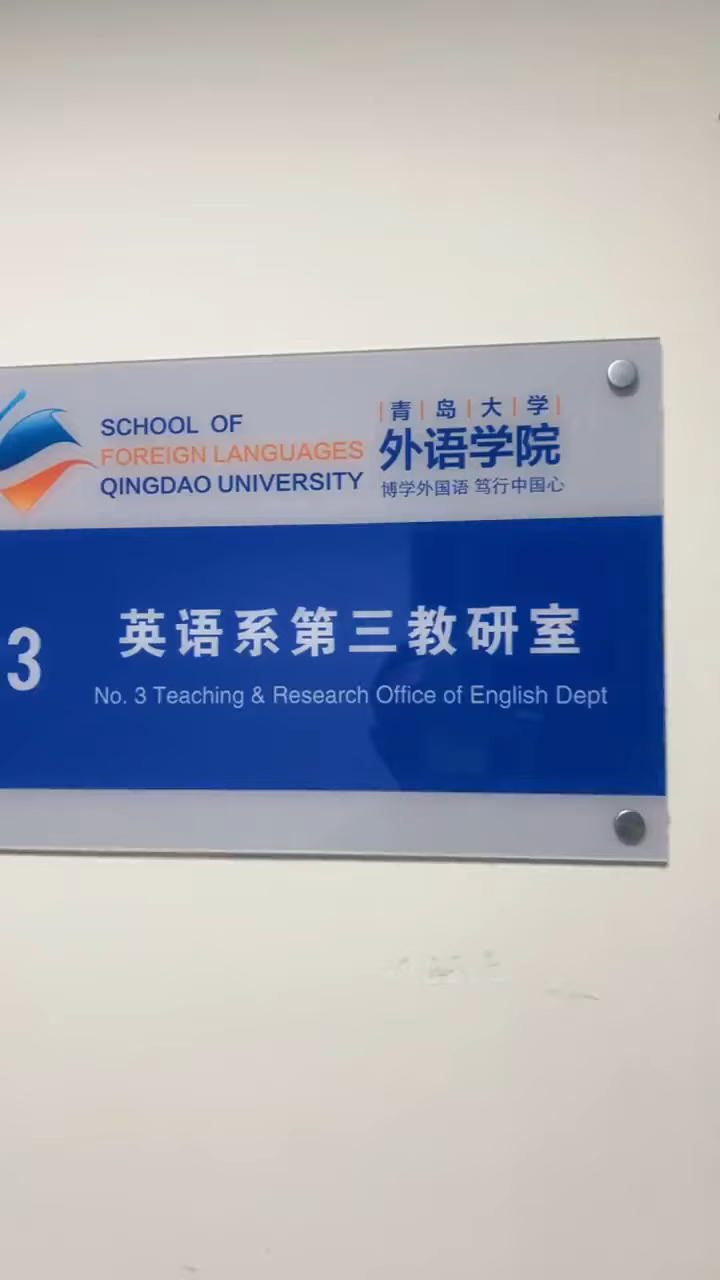 SCHOOL OF
FOREIGN LANGUAGES
QINGDAO UNIVERSITY
青岛大学
外语学院
博学外国语 笃行中国心
3
英语系第三教研室
No. 3 Teaching & Research Office of English Dept